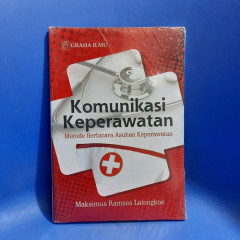 GRAHA ILMU
Komunikasi
Keperawatan
Metode Berbicara Asuhan Keperawatan
Maksimus Ramses Lalongkoe